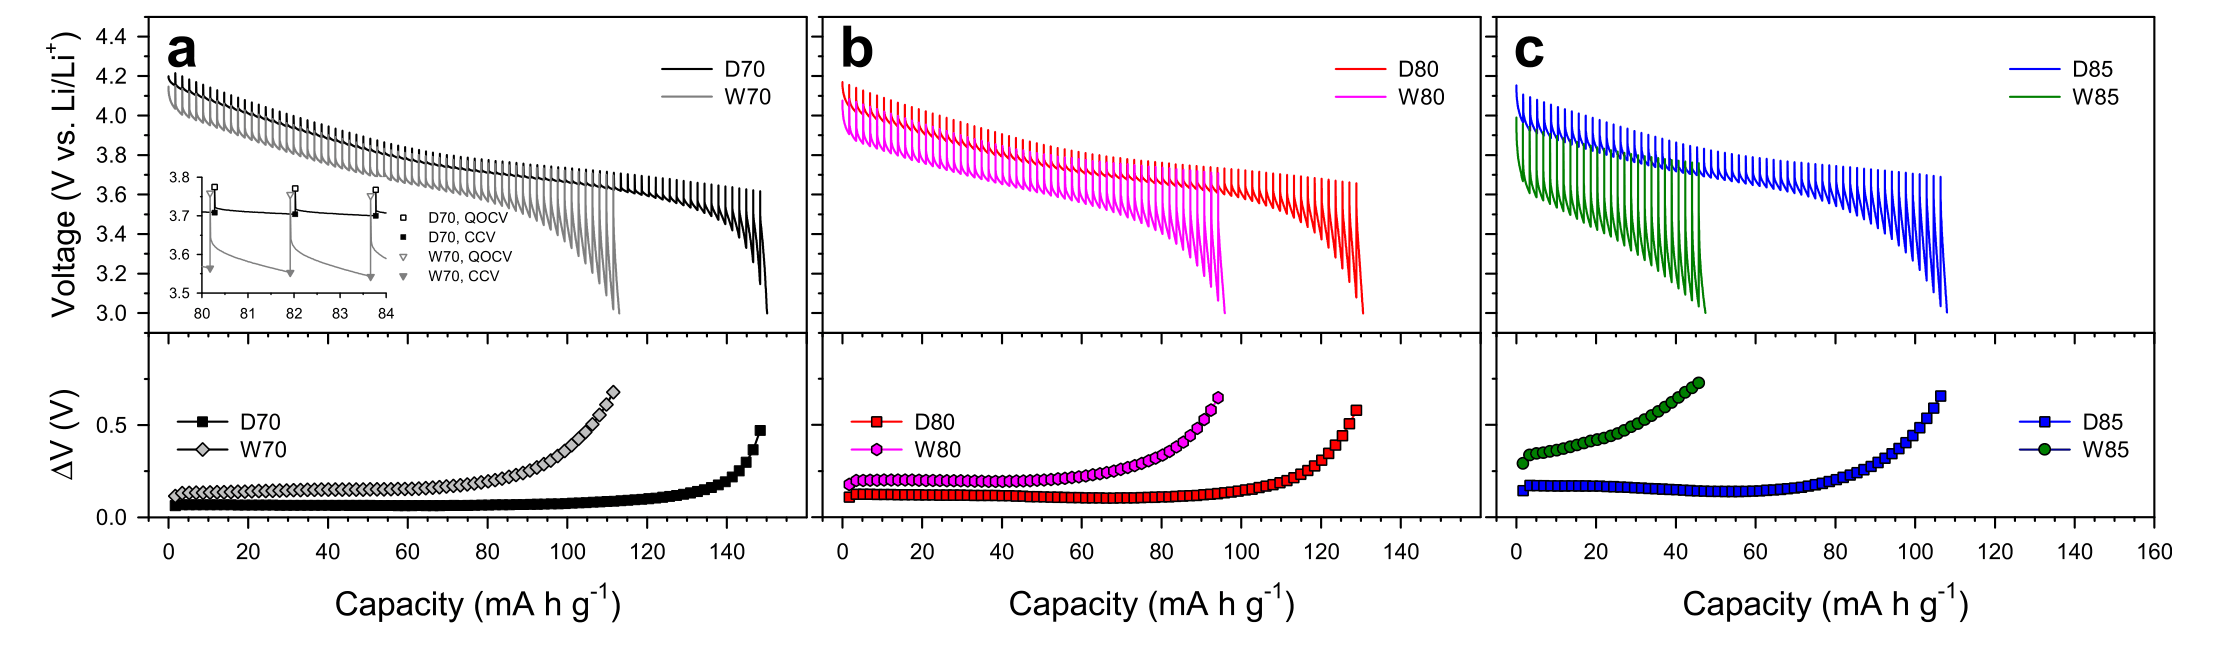 a
b
c
Voltage (V vs. Li/Li⁺)
4.4
4.2
4.0
3.8
3.6
3.4
3.2
3.0
D70
W70
D80
W80
D85
W85
3.8
3.7
3.6
3.5
80 81 82 83 84
D70, QOCV
D70, CCV
W70, QOCV
W70, CCV
ΔV (V)
0.5
0.0
D70
W70
D80
W80
D85
W85
0 20 40 60 80 100 120 140
0 20 40 60 80 100 120 140
0 20 40 60 80 100 120 140 160
Capacity (mA h g⁻¹)
Capacity (mA h g⁻¹)
Capacity (mA h g⁻¹)